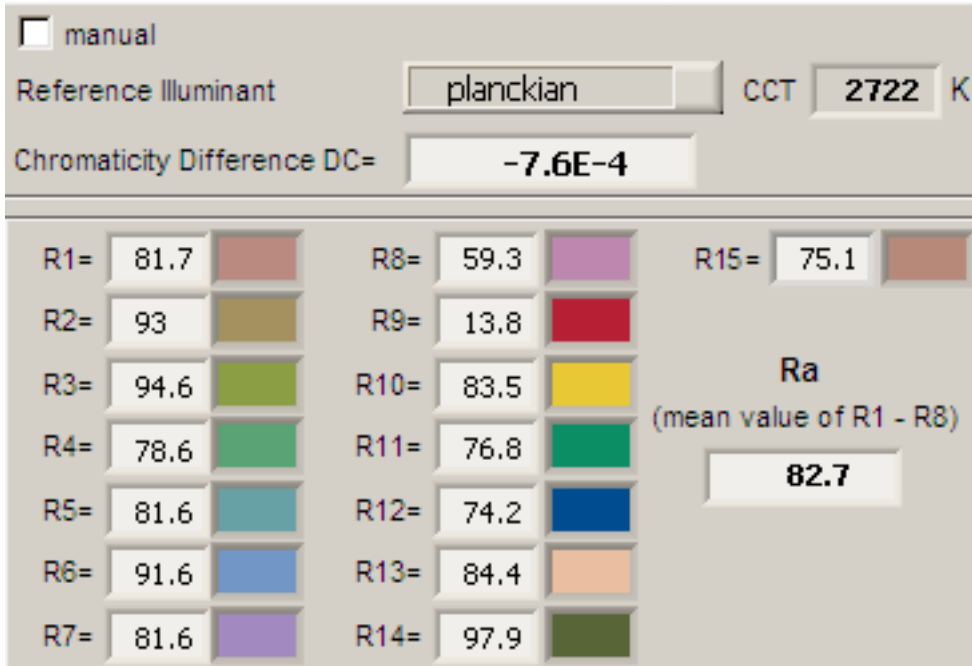 manual
Reference Illuminant planckian CCT 2722 K
Chromaticity Difference DC= -7.6E-4
R1= 81.7 R8= 59.3 R15= 75.1
R2= 93 R9= 13.8
R3= 94.6 R10= 83.5 Ra
(mean value of R1 - R8)
R4= 78.6 R11= 76.8
82.7
R5= 81.6 R12= 74.2
R6= 91.6 R13= 84.4
R7= 81.6 R14= 97.9